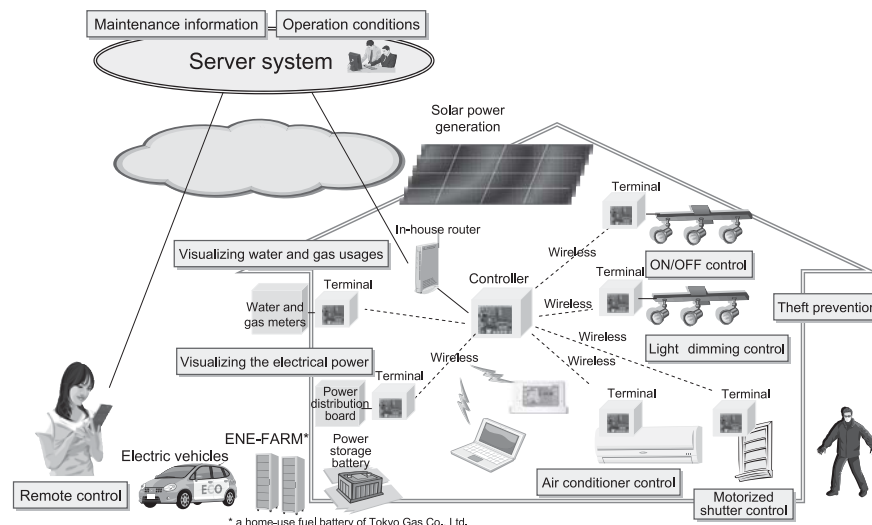 Maintenance information
Operation conditions
Server system
Solar power
generation
Terminal
In-house router
Wireless
Visualizing water and gas usages
ON/OFF control
Controller
Terminal
Terminal
Wireless
Water and
gas meters
Theft prevention
Wireless
Light dimming control
Visualizing the electrical power
Wireless
Wireless
Terminal
Terminal
Terminal
Power
distribution
board
ENE-FARM*
Power
storage
battery
Electric vehicles
ECO
Air conditioner control
Remote control
Motorized
shutter control
* a home-use fuel battery of Tokyo Gas Co., Ltd.